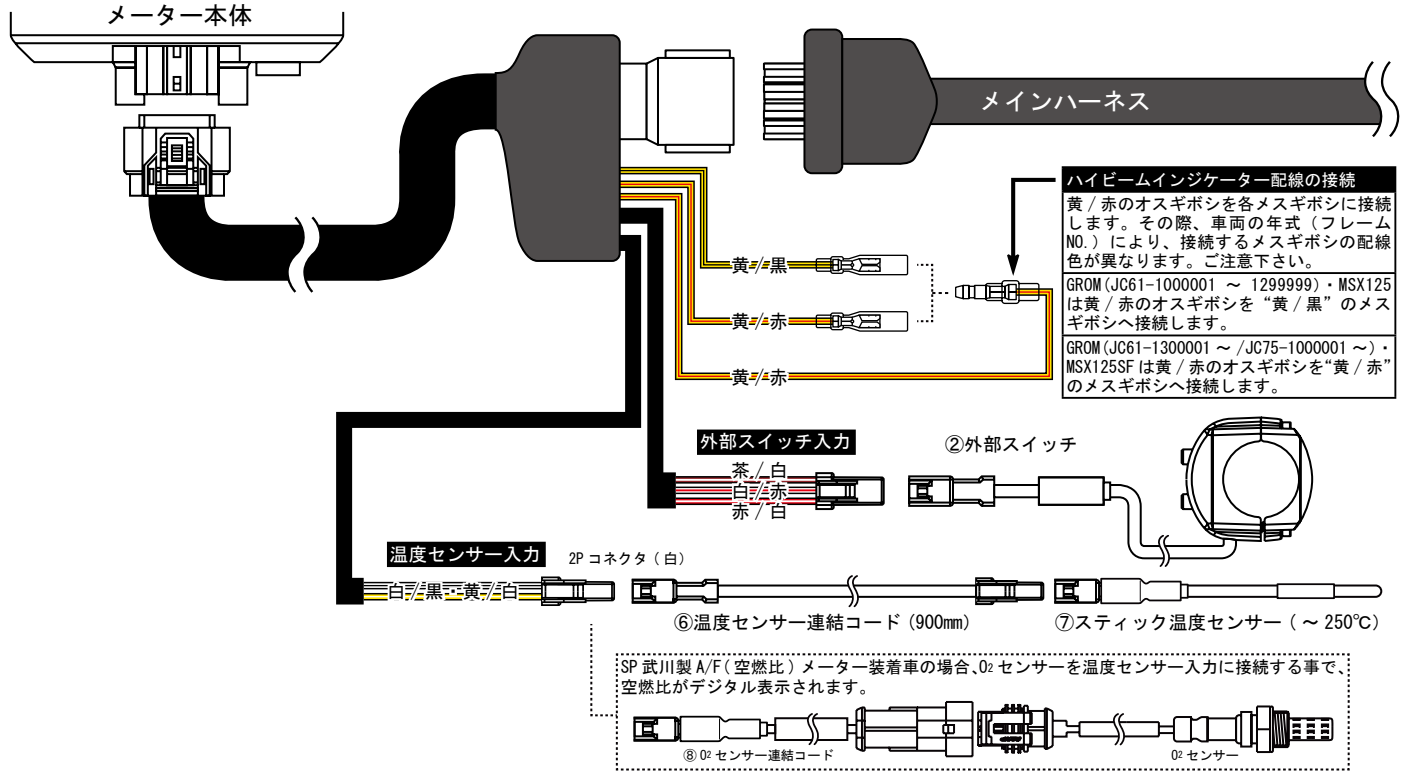 メーター本体
メインハーネス
ハイビームインジケーター配線の接続
黄 / 赤のオスギボシを各メスギボシに接続
します。その際、車両の年式（フレーム
NO.）により、接続するメスギボシの配線
色が異なります。ご注意下さい。
GROM(JC61-1000001 ～ 1299999)・MSX125
は黄 / 赤のオスギボシを “黄 / 黒” のメス
ギボシへ接続します。
GROM(JC61-1300001 ～ /JC75-1000001 ～)・
MSX125SF は黄 / 赤のオスギボシを“黄 / 赤”
のメスギボシへ接続します。
黄 / 黒
黄 / 赤
黄 / 赤
外部スイッチ入力
②外部スイッチ
茶 / 白
白 / 赤
赤 / 白
温度センサー入力
2P コネクタ ( 白 )
白 / 黒・黄 / 白
⑥温度センサー連結コード (900mm)
⑦スティック温度センサー ( ～ 250℃)
SP 武川製 A/F( 空燃比 ) メーター装着車の場合、O2 センサーを温度センサー入力に接続する事で、
空燃比がデジタル表示されます。
⑧ O2 センサー連結コード
O2 センサー